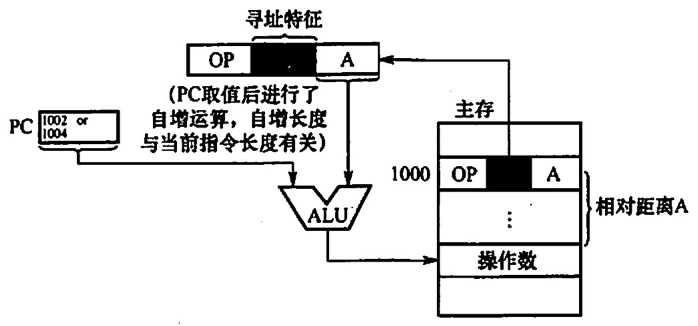 寻址特征
OP A
(PC取值后进行了
自增运算，自增长度
与当前指令长度有关)
PC 1002 or
1004
主存
1000 OP A
⋮
相对距离A
ALU
操作数